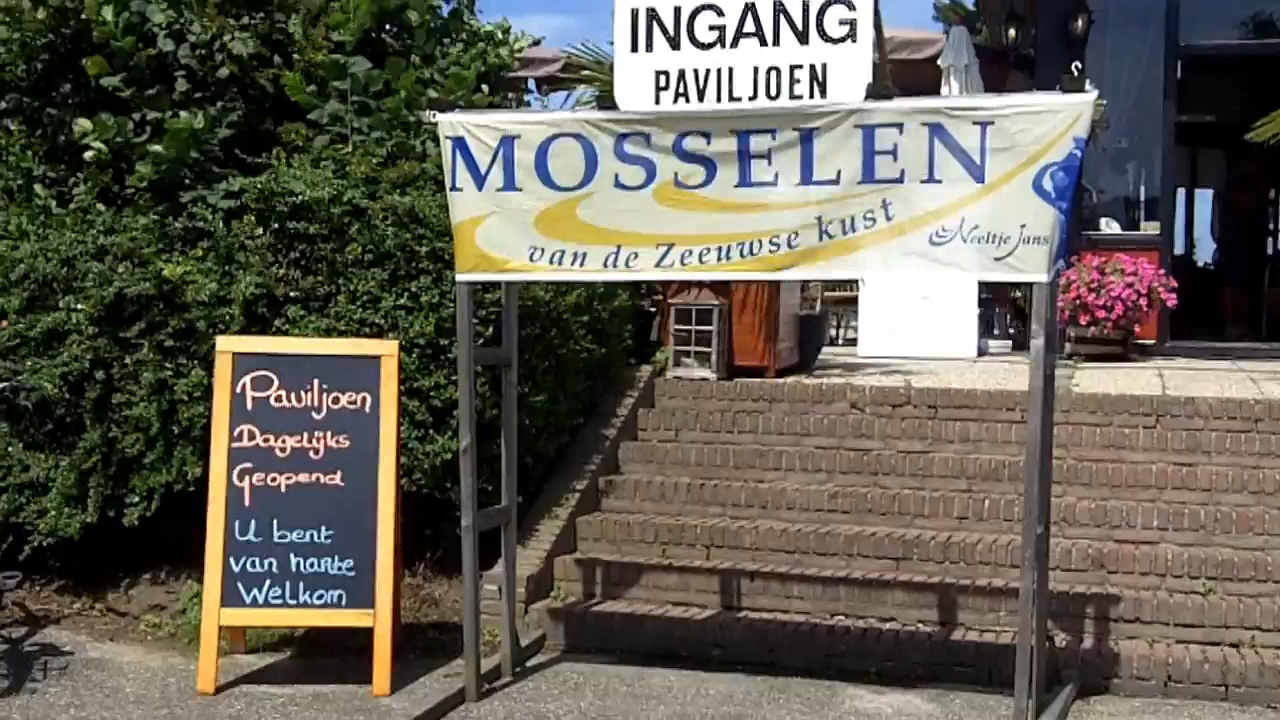 INGANG
PAVILJOEN
MOSSELEN
van de Zeeuwse kust
Neeltje Jans
Paviljoen
Dagelijks
Geopend
U bent
van harte
Welkom